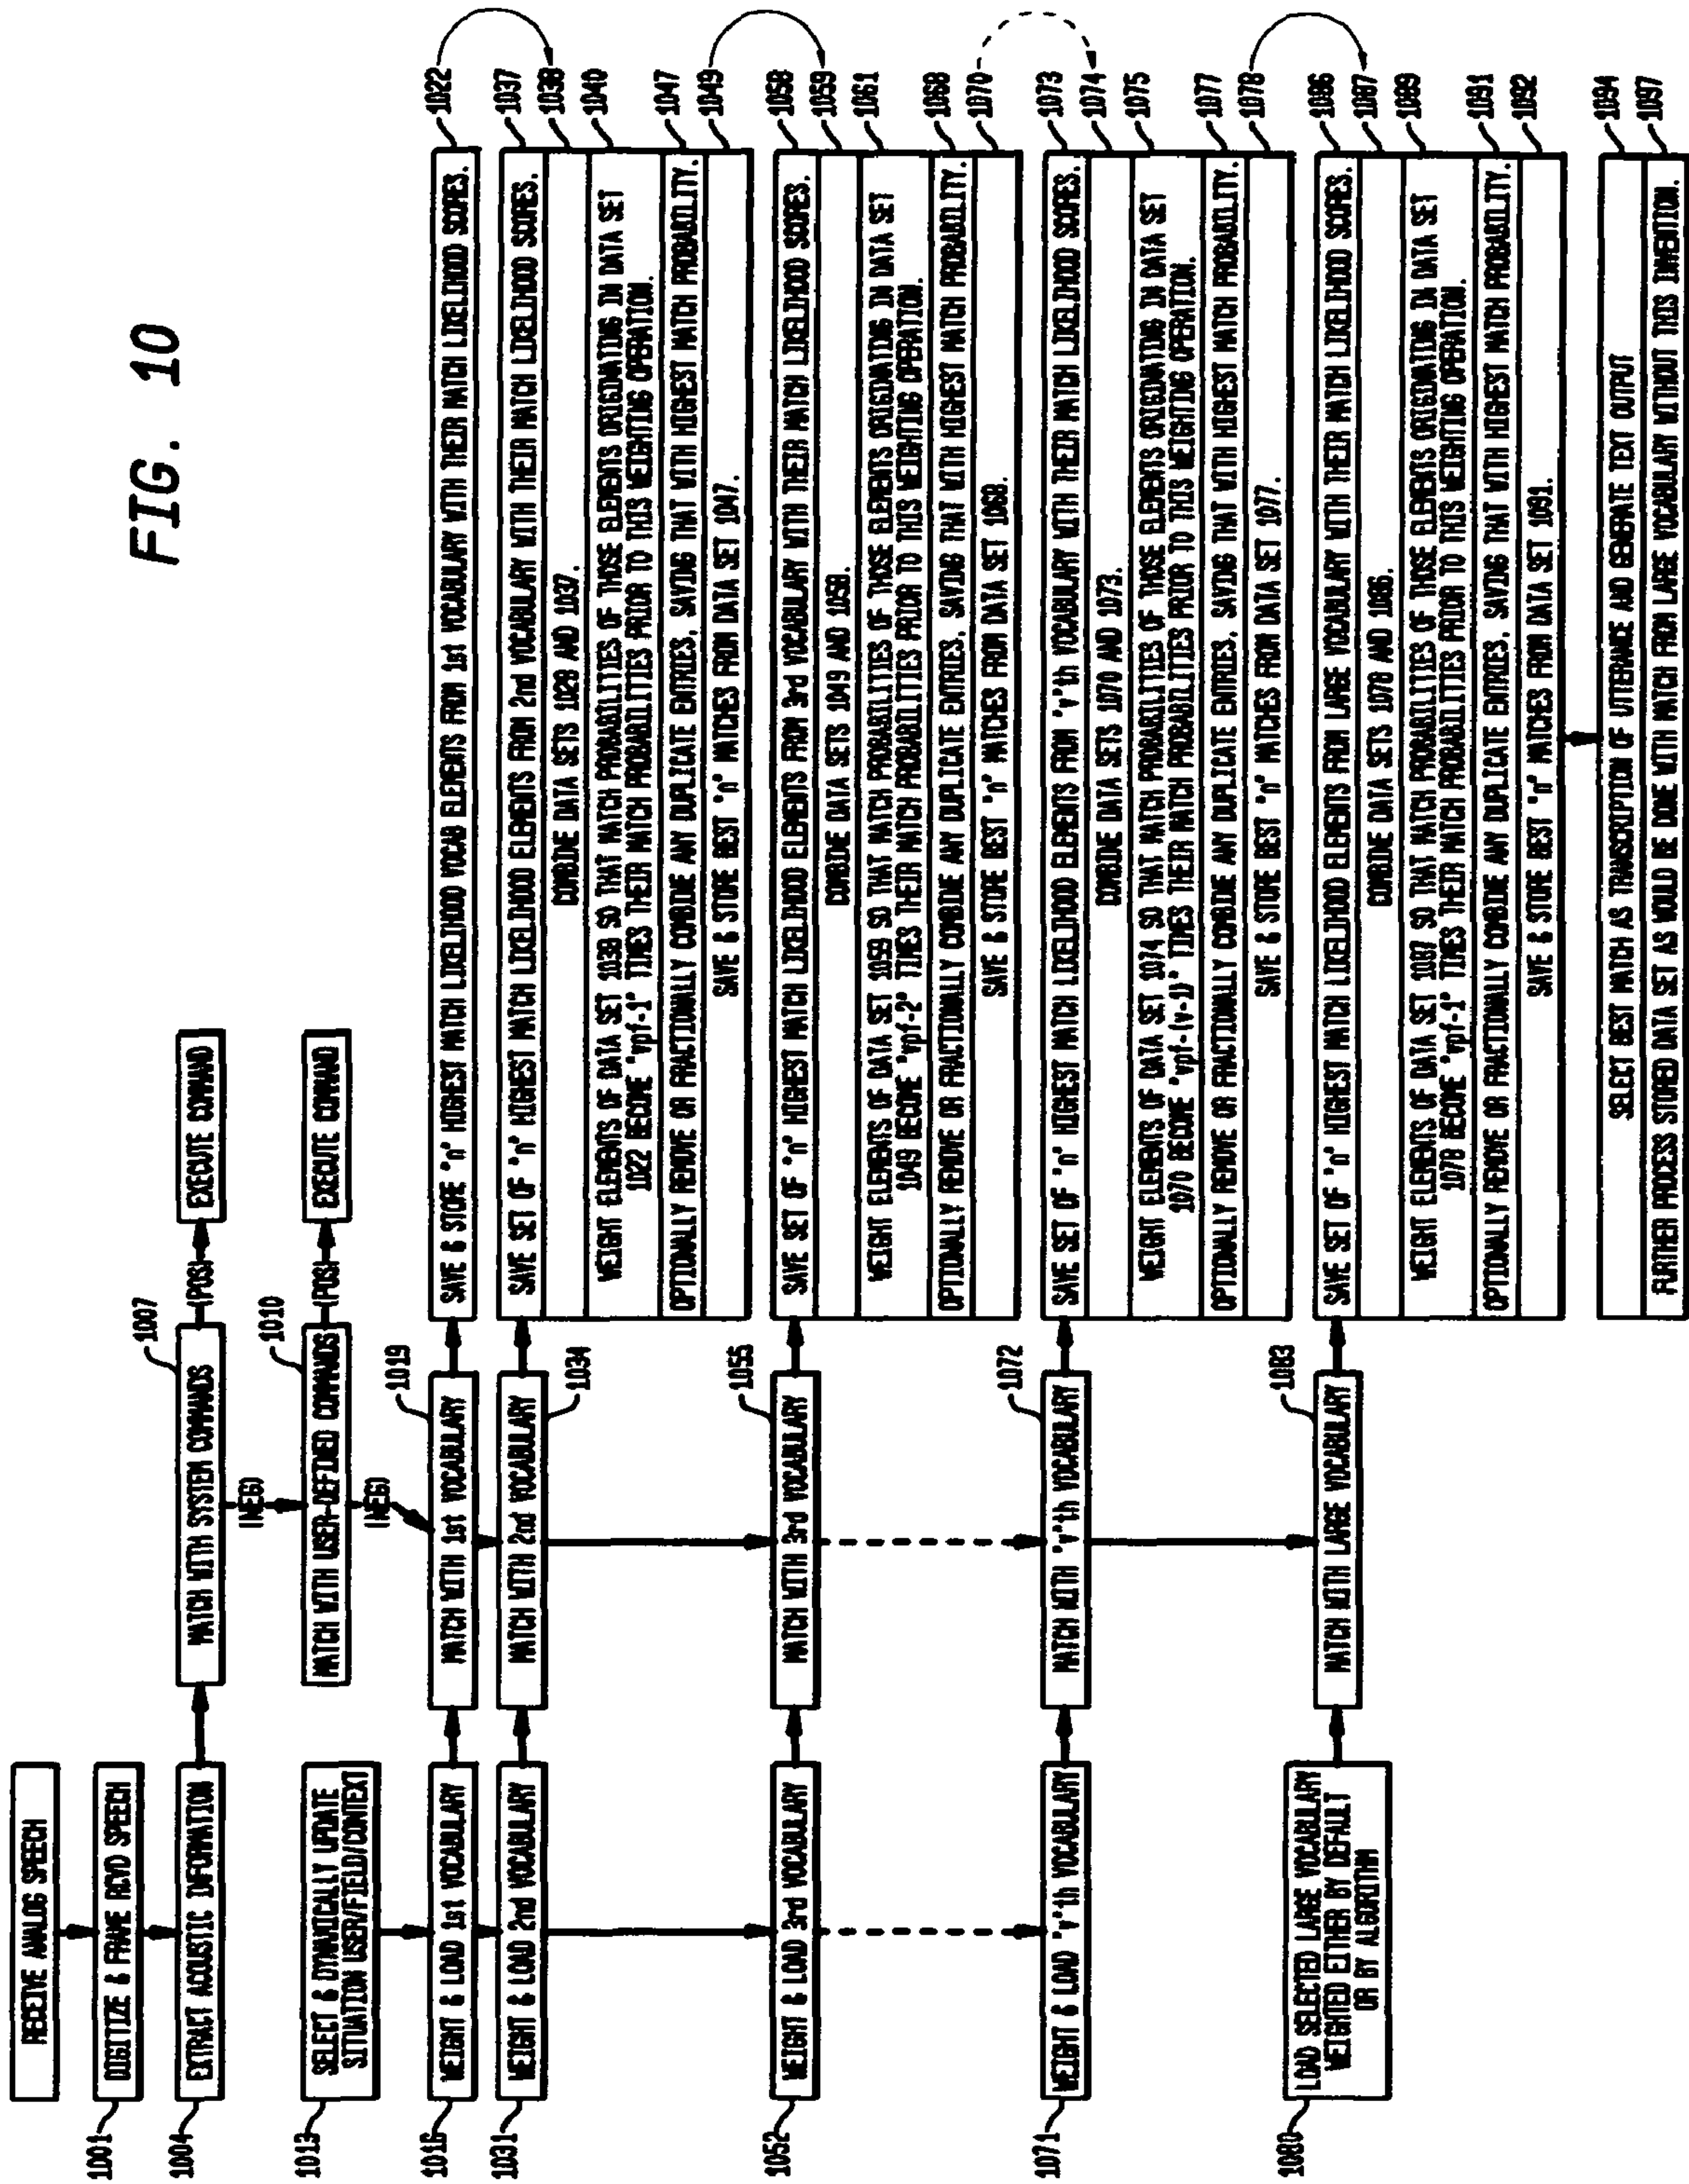 FIG. 10
RECEIVE ANALOG SPEECH
1001
DIGITIZE & FRAME RCVD SPEECH
1004
EXTRACT ACOUSTIC INFORMATION
1007
MATCH WITH SYSTEM COMMANDS
(POS)
EXECUTE COMMAND
(NEG)
1010
MATCH WITH USER-DEFINED COMMANDS
(POS)
EXECUTE COMMAND
(NEG)
1013
SELECT & DYNAMICALLY UPDATE
SITUATION USER/FIELD/CONTEXT
1016
WEIGHT & LOAD 1st VOCABULARY
1019
MATCH WITH 1st VOCABULARY
SAVE & STORE "n" HIGHEST MATCH LIKELIHOOD VOCAB ELEMENTS FROM 1st VOCABULARY WITH THEIR MATCH LIKELIHOOD SCORES.
1022
1031
WEIGHT & LOAD 2nd VOCABULARY
1034
MATCH WITH 2nd VOCABULARY
SAVE SET OF "n" HIGHEST MATCH LIKELIHOOD ELEMENTS FROM 2nd VOCABULARY WITH THEIR MATCH LIKELIHOOD SCORES.
1037
COMBINE DATA SETS 1028 AND 1037.
1038
WEIGHT ELEMENTS OF DATA SET 1038 SO THAT MATCH PROBABILITIES OF THOSE ELEMENTS ORIGINATING IN DATA SET
1022 BECOME "vpf-1" TIMES THEIR MATCH PROBABILITIES PRIOR TO THIS WEIGHTING OPERATION.
1040
OPTIONALLY REMOVE OR FRACTIONALLY COMBINE ANY DUPLICATE ENTRIES, SAVING THAT WITH HIGHEST MATCH PROBABILITY.
1047
SAVE & STORE BEST "n" MATCHES FROM DATA SET 1047.
1049
1052
WEIGHT & LOAD 3rd VOCABULARY
1055
MATCH WITH 3rd VOCABULARY
SAVE SET OF "n" HIGHEST MATCH LIKELIHOOD ELEMENTS FROM 3rd VOCABULARY WITH THEIR MATCH LIKELIHOOD SCORES.
1058
COMBINE DATA SETS 1049 AND 1058.
1059
WEIGHT ELEMENTS OF DATA SET 1059 SO THAT MATCH PROBABILITIES OF THOSE ELEMENTS ORIGINATING IN DATA SET
1049 BECOME "vpf-2" TIMES THEIR MATCH PROBABILITIES PRIOR TO THIS WEIGHTING OPERATION.
1061
OPTIONALLY REMOVE OR FRACTIONALLY COMBINE ANY DUPLICATE ENTRIES, SAVING THAT WITH HIGHEST MATCH PROBABILITY.
1068
SAVE & STORE BEST "n" MATCHES FROM DATA SET 1068.
1070
1071
WEIGHT & LOAD "v"th VOCABULARY
1072
MATCH WITH "v"th VOCABULARY
SAVE SET OF "n" HIGHEST MATCH LIKELIHOOD ELEMENTS FROM "v"th VOCABULARY WITH THEIR MATCH LIKELIHOOD SCORES.
1073
COMBINE DATA SETS 1070 AND 1073.
1074
WEIGHT ELEMENTS OF DATA SET 1074 SO THAT MATCH PROBABILITIES OF THOSE ELEMENTS ORIGINATING IN DATA SET
1070 BECOME "vpf-(v-1)" TIMES THEIR MATCH PROBABILITIES PRIOR TO THIS WEIGHTING OPERATION.
1075
OPTIONALLY REMOVE OR FRACTIONALLY COMBINE ANY DUPLICATE ENTRIES, SAVING THAT WITH HIGHEST MATCH PROBABILITY.
1077
SAVE & STORE BEST "n" MATCHES FROM DATA SET 1077.
1078
1080
LOAD SELECTED LARGE VOCABULARY
WEIGHTED EITHER BY DEFAULT
OR BY ALGORITHM
1083
MATCH WITH LARGE VOCABULARY
SAVE SET OF "n" HIGHEST MATCH LIKELIHOOD ELEMENTS FROM LARGE VOCABULARY WITH THEIR MATCH LIKELIHOOD SCORES.
1086
COMBINE DATA SETS 1078 AND 1086.
1087
WEIGHT ELEMENTS OF DATA SET 1087 SO THAT MATCH PROBABILITIES OF THOSE ELEMENTS ORIGINATING IN DATA SET
1078 BECOME "vpf-1" TIMES THEIR MATCH PROBABILITIES PRIOR TO THIS WEIGHTING OPERATION.
1089
OPTIONALLY REMOVE OR FRACTIONALLY COMBINE ANY DUPLICATE ENTRIES, SAVING THAT WITH HIGHEST MATCH PROBABILITY.
1091
SAVE & STORE BEST "n" MATCHES FROM DATA SET 1091.
1092
SELECT BEST MATCH AS TRANSCRIPTION OF UTTERANCE AND GENERATE TEXT OUTPUT
1094
FURTHER PROCESS STORED DATA SET AS WOULD BE DONE WITH MATCH FROM LARGE VOCABULARY WITHOUT THIS INVENTION.
1097